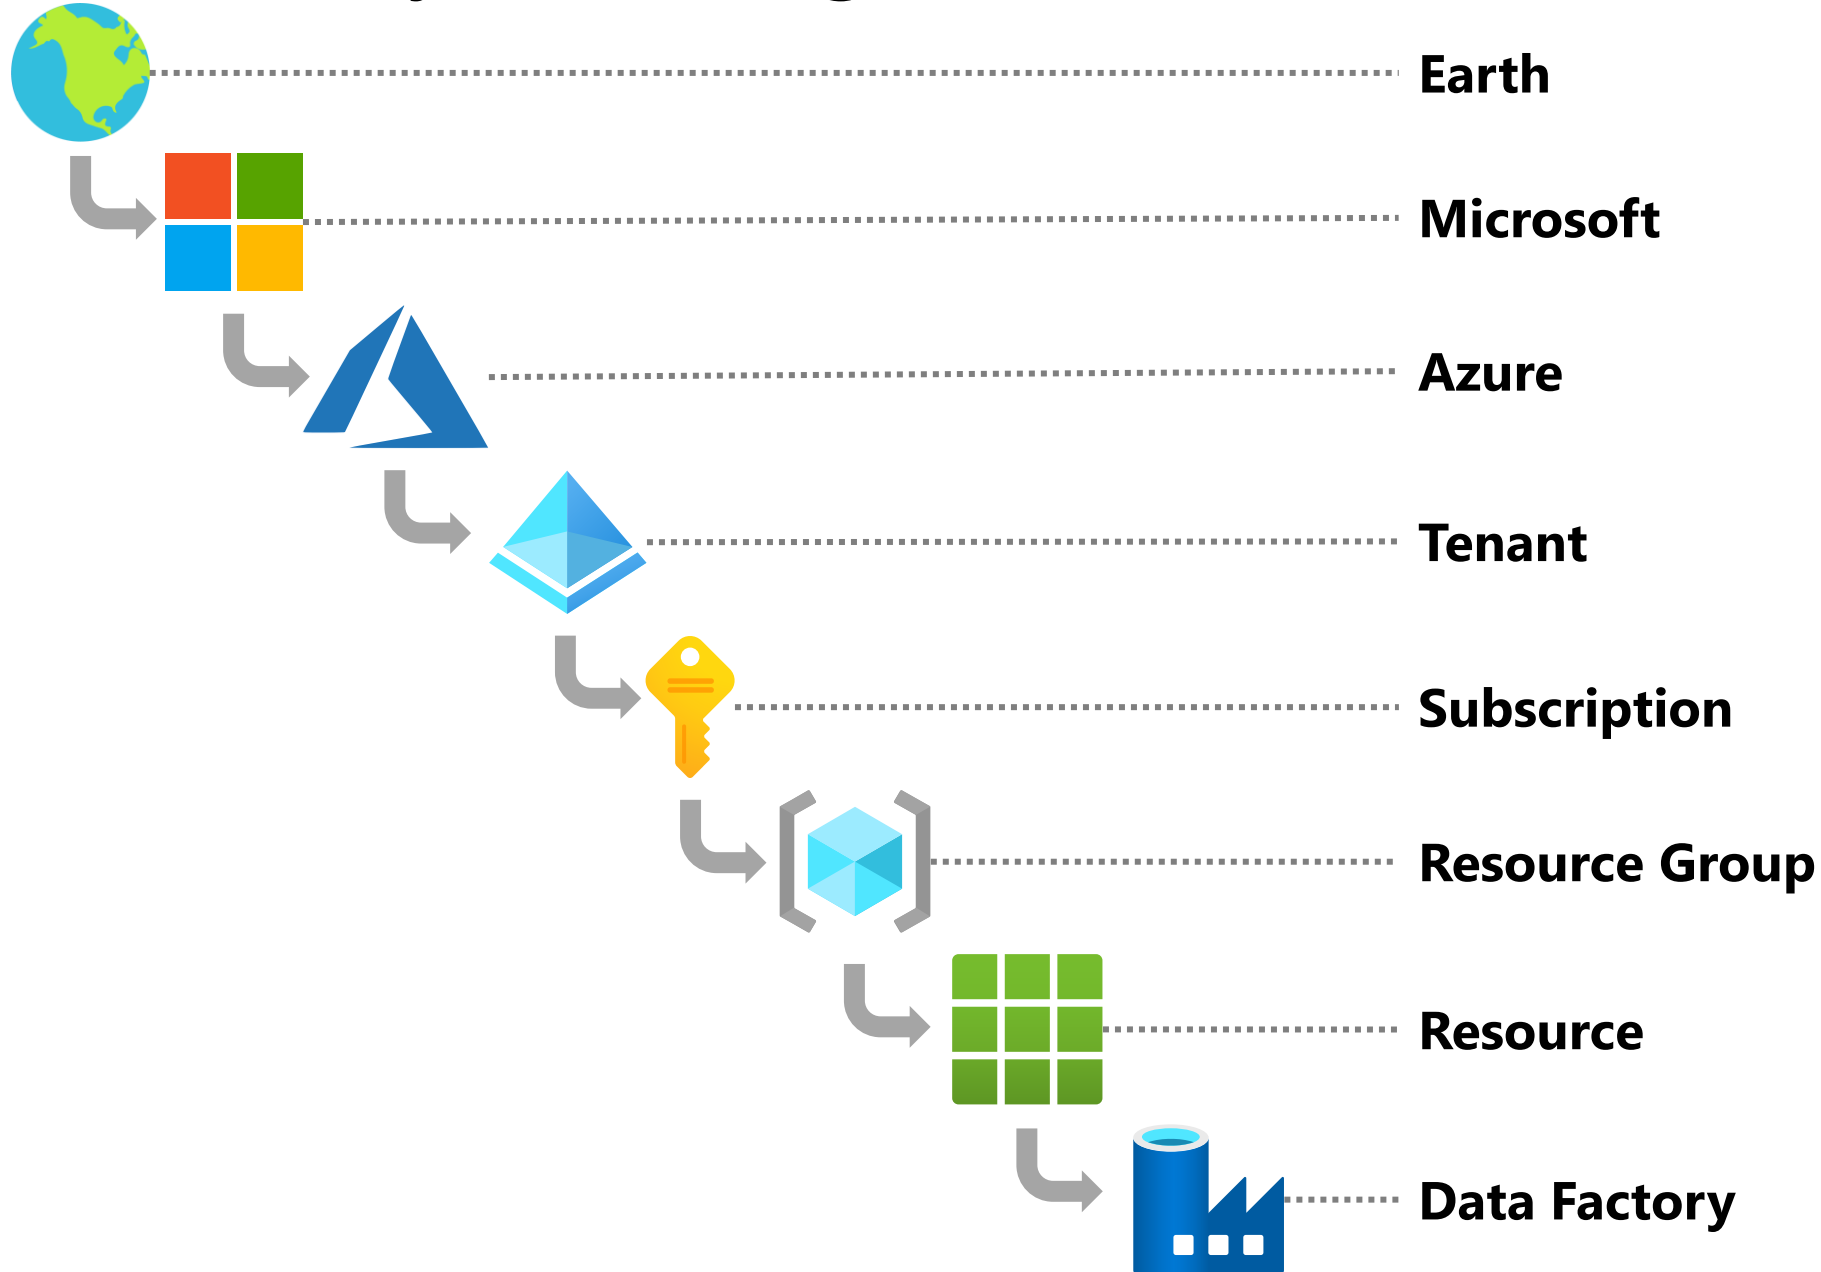 Earth
Microsoft
Azure
Tenant
Subscription
Resource Group
Resource
Data Factory